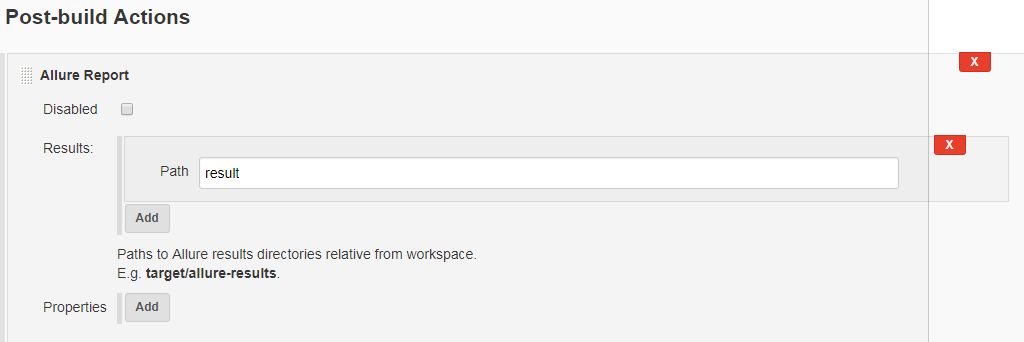 Post-build Actions
X
Allure Report
Disabled
Results:
X
Path result
Add
Paths to Allure results directories relative from workspace.
E.g. target/allure-results.
Properties Add